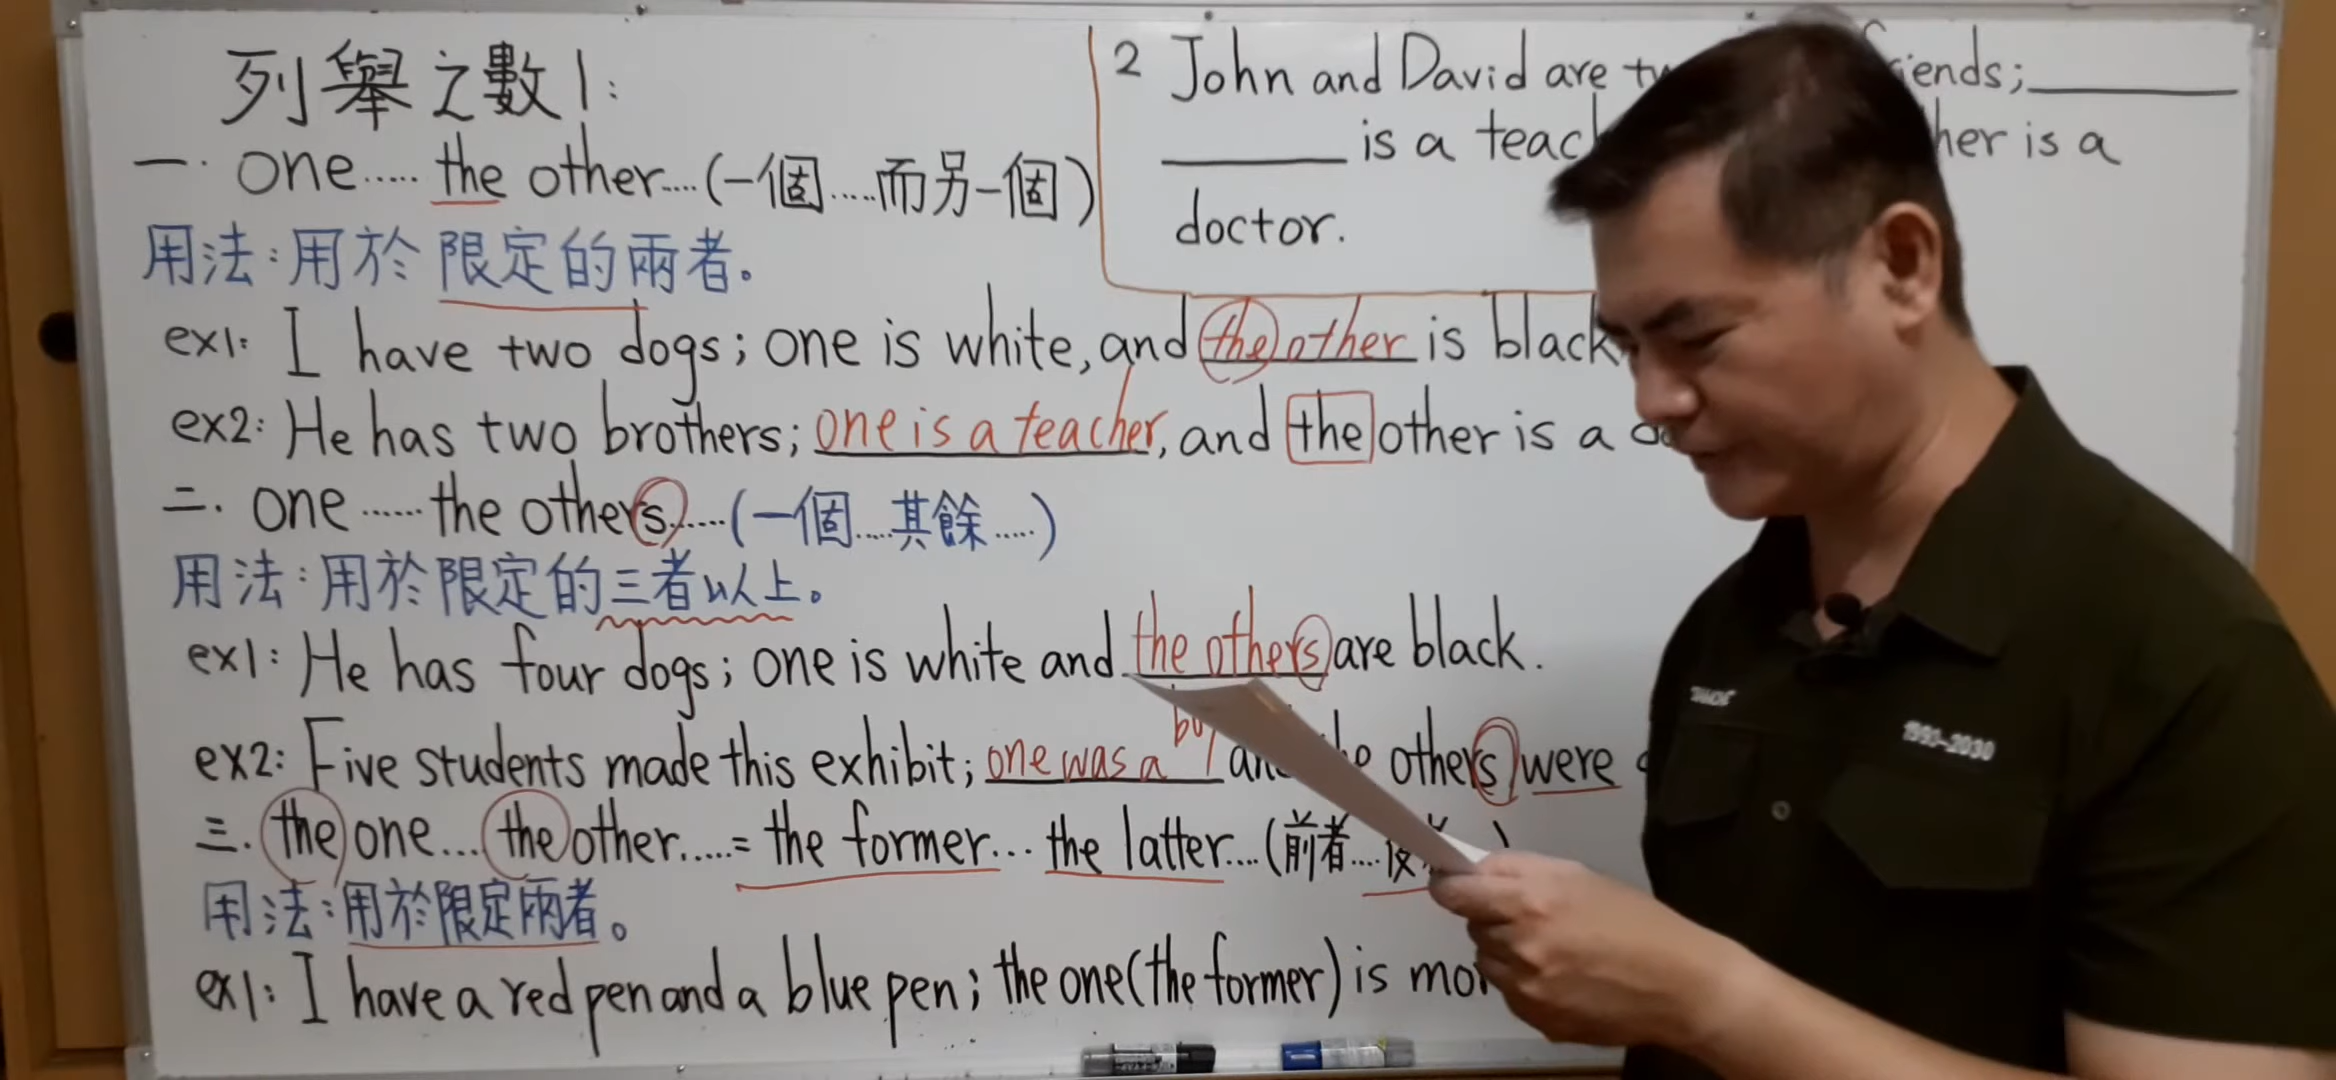 列舉之數1:
一. one..... the other....(一個.....而另一個)
用法:用於限定的兩者。
ex1: I have two dogs; one is white, and the other is black
ex2: He has two brothers; one is a teacher, and the other is a
二. one ...... the others......(一個.....其餘.....)
用法:用於限定的三者以上。
ex1: He has four dogs; one is white and the others are black.
ex2: Five students made this exhibit; one was a others were
三. the one... the other.....= the former... the latter....(前者....
用法:用於限定兩者。
ex1: I have a red pen and a blue pen; the one(the former) is
2 John and David are
is a
is a
doctor.
1993-2030